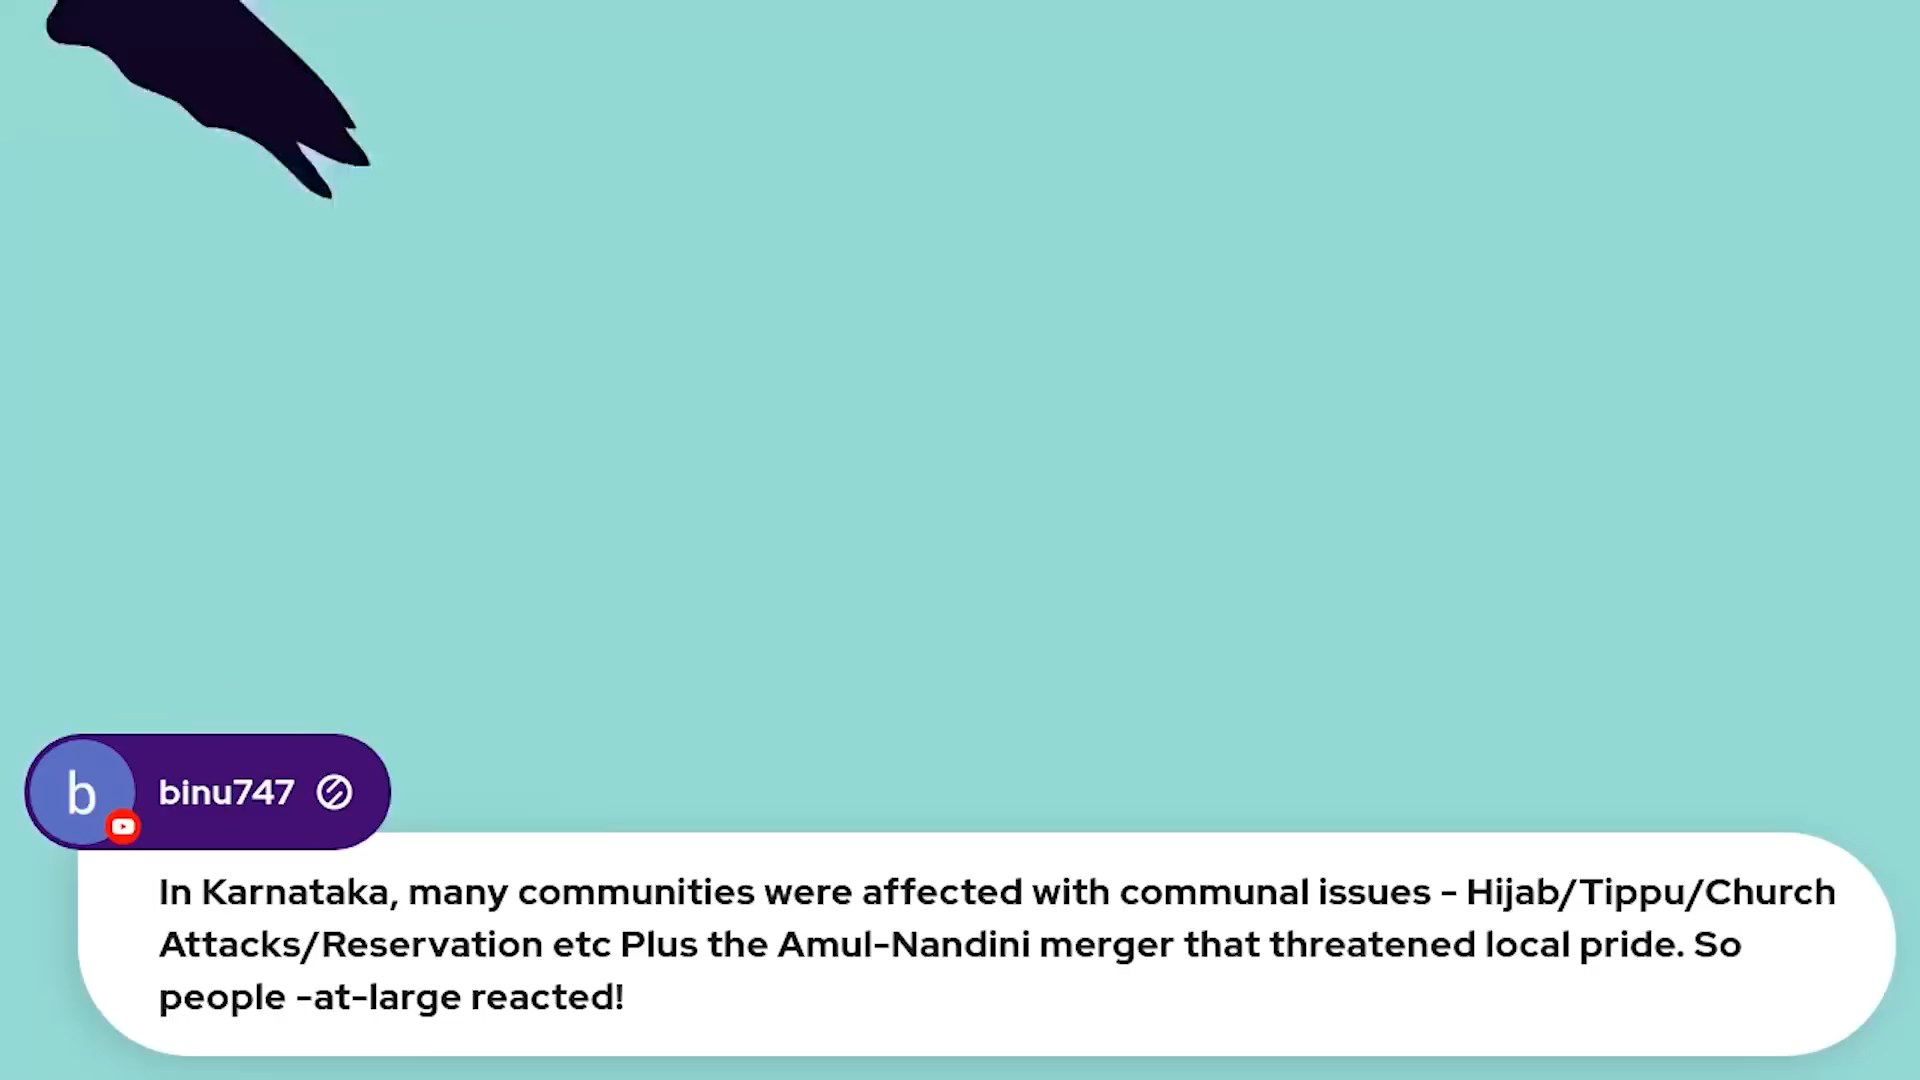 b
binu747
In Karnataka, many communities were affected with communal issues - Hijab/Tippu/Church
Attacks/Reservation etc Plus the Amul-Nandini merger that threatened local pride. So
people -at-large reacted!